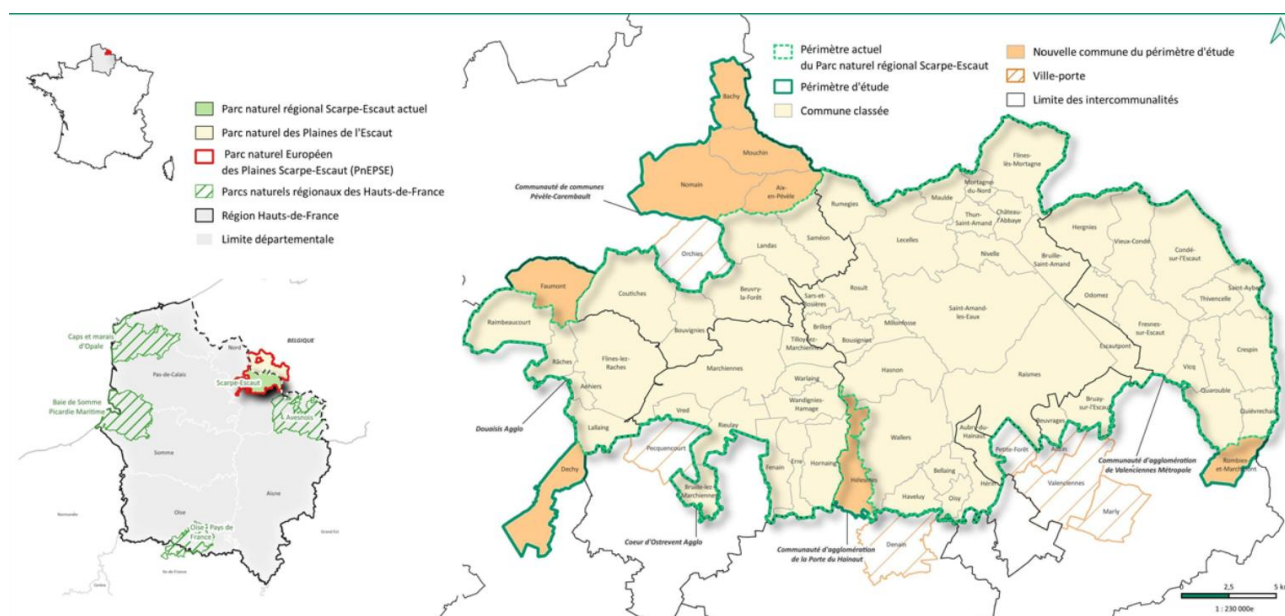 Parc naturel régional Scarpe-Escaut actuel
Parc naturel des Plaines de l'Escaut
Parc naturel Européen
des Plaines Scarpe-Escaut (PnEPSE)
Parcs naturels régionaux des Hauts-de-France
Région Hauts-de-France
Limite départementale
Périmètre actuel
du Parc naturel régional Scarpe-Escaut
Périmètre d'étude
Commune classée
Nouvelle commune du périmètre d'étude
Ville-porte
Limite des intercommunalités
Caps et marais
d'Opale
Nord
BELGIQUE
Pas-de-Calais
Scarpe-Escaut
Baie de Somme
Picardie Maritime
Avesnois
Somme
Aisne
Oise
Normandie
Oise - Pays
de France
Ile-de-France
Grand Est
Bachy
Mouchin
Nomain
Aix-
en-Pévèle
Communauté de communes
Pévèle-Carembault
Orchies
Flines-
lès-Mortagne
Mortagne-
du-Nord
Château-
l'Abbaye
Maulde
Thun-
Saint-Amand
Rumegies
Lecelles
Nivelle
Bruille-
Saint-Amand
Hergnies
Vieux-Condé
Condé-
sur-l'Escaut
Saint-Aybert
Thivencelle
Landas
Saméon
Faumont
Coutiches
Beuvry-
la-Forêt
Sars-et-
Rosières
Rosult
Saint-Amand-
les-Eaux
Odomez
Fresnes-
sur-Escaut
Crespin
Raimbeaucourt
Bouvignies
Brillon
Millonfosse
Tilloy-lez-
Marchiennes
Bousignies
Escautpont
Vicq
Râches
Flines-lez-
Raches
Marchiennes
Warlaing
Hasnon
Raismes
Quarouble
Quiévrechain
Anhiers
Wandignies-
Hamage
Bruay-
sur-l'Escaut
Lallaing
Vred
Rieulay
Wallers
Aubry-du-
Hainaut
Beuvrages
Petite-Forêt
Anzin
Douaisis Agglo
Pecquencourt
Dechy
Bruille-lez-
Marchiennes
Fenain
Erre
Hornaing
Hélesmes
Bellaing
Haveluy
Oisy
Hérin
Valenciennes
Marly
Communauté d'agglomération
de Valenciennes Métropole
Rombies-
et-Marchipont
Denain
Coeur d'Ostrevent Agglo
Communauté d'agglomération
de la Porte du Hainaut
0 2,5 5 k
1 : 230 000e